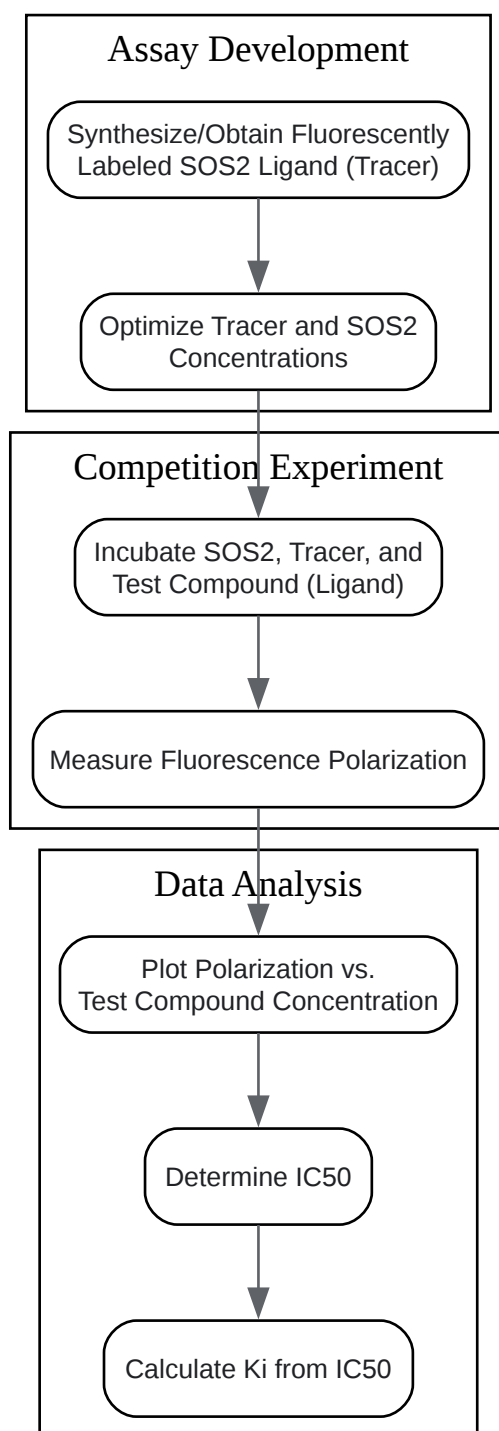 Assay Development
Synthesize/Obtain Fluorescently
Labeled SOS2 Ligand (Tracer)
Optimize Tracer and SOS2
Concentrations
Competition Experiment
Incubate SOS2, Tracer, and
Test Compound (Ligand)
Measure Fluorescence Polarization
Data Analysis
Plot Polarization vs.
Test Compound Concentration
Determine IC50
Calculate Ki from IC50